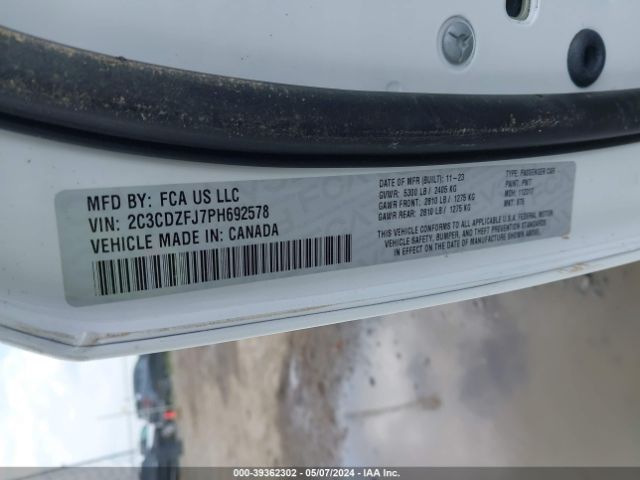 MFD BY: FCA US LLC
VIN: 2C3CDZFJ7PH692578
VEHICLE MADE IN: CANADA
DATE OF MFR (BUILT): 11-23
GVWR: 5300 LB / 2405 KG
GAWR FRONT: 2810 LB / 1275 KG
GAWR REAR: 2810 LB / 1275 KG
TYPE: PASSENGER CAR
PAINT: PW7
MDH:
THIS VEHICLE CONFORMS TO ALL APPLICABLE U.S.A. FEDERAL MOTOR
VEHICLE SAFETY, BUMPER, AND THEFT PREVENTION STANDARDS
IN EFFECT ON THE DATE OF MANUFACTURE SHOWN ABOVE.
000-39362302 - 05/07/2024 - IAA Inc.